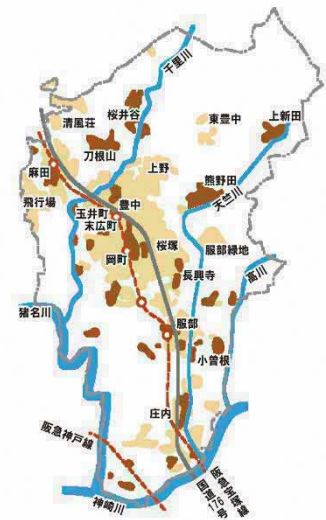 千里川
上新田
桜井谷
清風荘
東豊中
刀根山
上野
麻田
熊野田
飛行場
天竺川
玉井町
豊中
末広町
桜塚
岡町
服部緑地
長興寺
高川
猪名川
服部
小曽根
庄内
阪急神戸線
阪急宝塚線
国道176号
神崎川